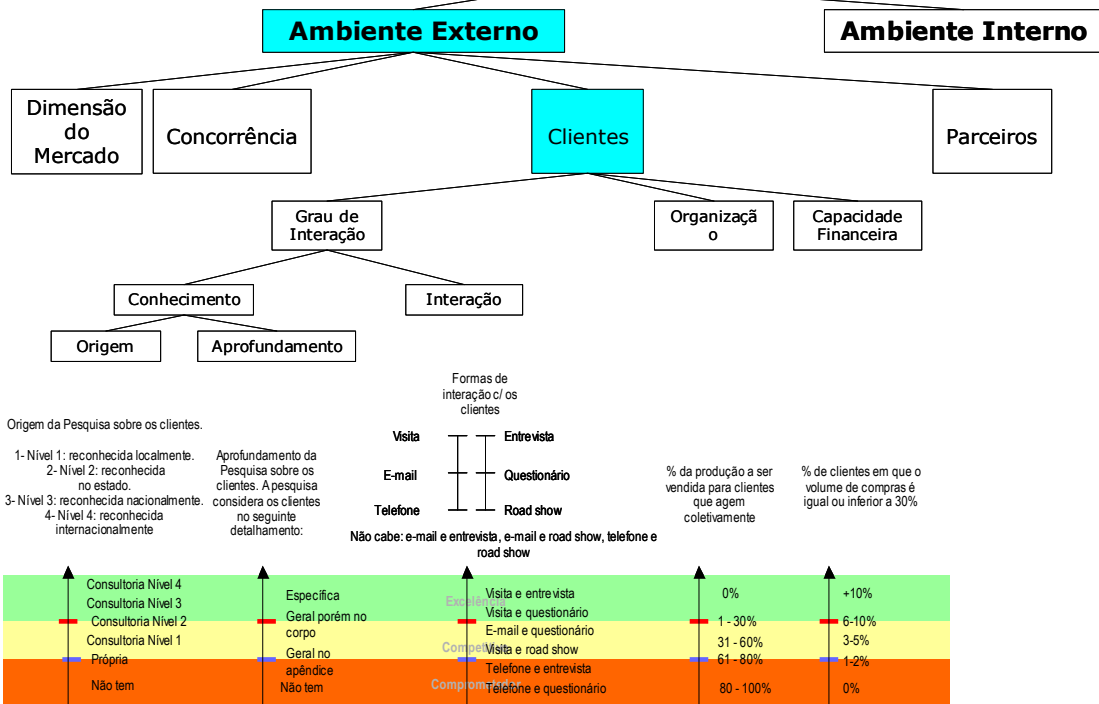 Ambiente Externo
Ambiente Interno
Dimensão
do
Mercado
Concorrência
Clientes
Parceiros
Grau de
Interação
Organizaçã
o
Capacidade
Financeira
Conhecimento
Interação
Origem
Aprofundamento
Origem da Pesquisa sobre os clientes.
1- Nível 1: reconhecida localmente.
2- Nível 2: reconhecida
no estado.
3- Nível 3: reconhecida nacionalmente.
4- Nível 4: reconhecida
internacionalmente
Aprofundamento da
Pesquisa sobre os
clientes. A pesquisa
considera os clientes
no seguinte
detalhamento:
Formas de
interação c/ os
clientes
Visita
Entrevista
E-mail
Questionário
Telefone
Road show
Não cabe: e-mail e entrevista, e-mail e road show, telefone e
road show
% da produção a ser
vendida para clientes
que agem
coletivamente
% de clientes em que o
volume de compras é
igual ou inferior a 30%
Consultoria Nível 4
Consultoria Nível 3
Consultoria Nível 2
Consultoria Nível 1
Própria
Não tem
Específica
Geral porém no
corpo
Geral no
apêndice
Não tem
Excelência
Competitivo
Comprometedor
Visita e entrevista
Visita e questionário
E-mail e questionário
Visita e road show
Telefone e entrevista
Telefone e questionário
0%
1 - 30%
31 - 60%
61 - 80%
80 - 100%
+10%
6-10%
3-5%
1-2%
0%